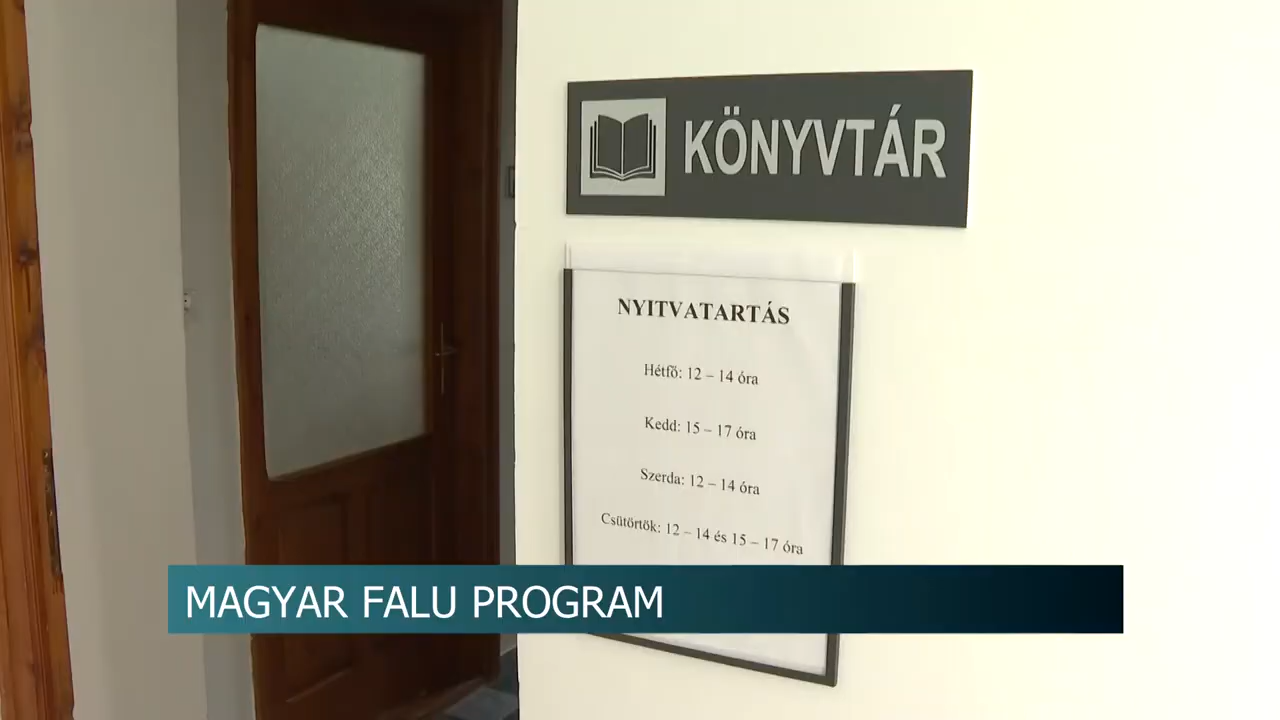 KÖNYVTÁR
NYITVATARTÁS
Hétfő: 12 – 14 óra
Kedd: 15 – 17 óra
Szerda: 12 – 14 óra
Csütörtök: 12 – 14 és 15 – 17 óra
MAGYAR FALU PROGRAM